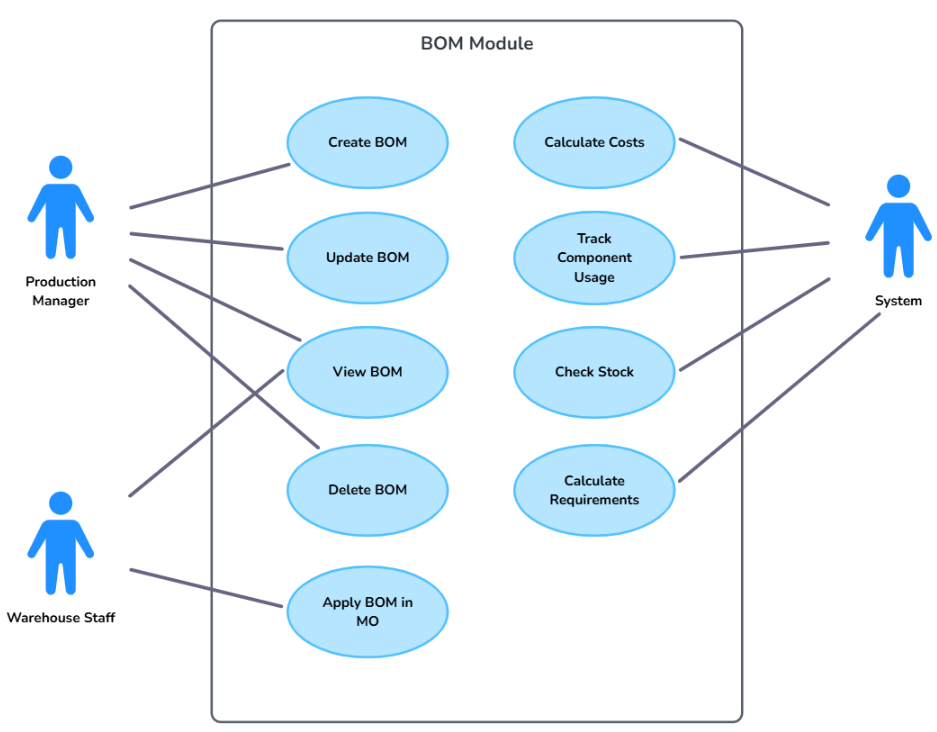 BOM Module
Create BOM
Calculate Costs
Production
Manager
Update BOM
Track
Component
Usage
System
View BOM
Check Stock
Delete BOM
Calculate
Requirements
Warehouse Staff
Apply BOM in
MO